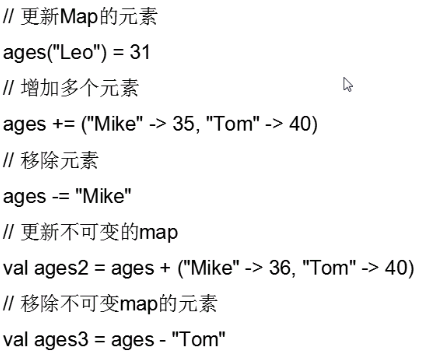 // 更新Map的元素
ages("Leo") = 31
// 增加多个元素
ages += ("Mike" -> 35, "Tom" -> 40)
// 移除元素
ages -= "Mike"
// 更新不可变的map
val ages2 = ages + ("Mike" -> 36, "Tom" -> 40)
// 移除不可变map的元素
val ages3 = ages - "Tom"